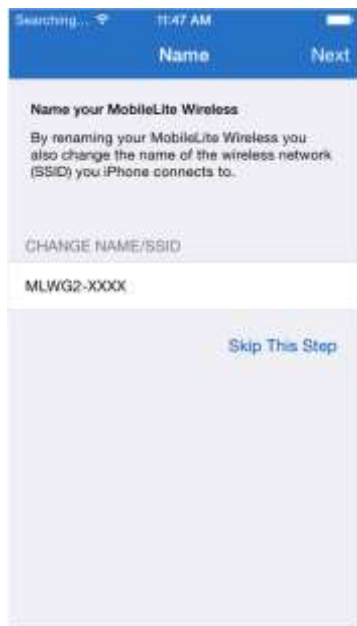 Searching... 11:47 AM
Name Next
Name your MobileLite Wireless
By renaming your MobileLite Wireless you
also change the name of the wireless network
(SSID) you iPhone connects to.
CHANGE NAME/SSID
MLWG2-XXXX
Skip This Step